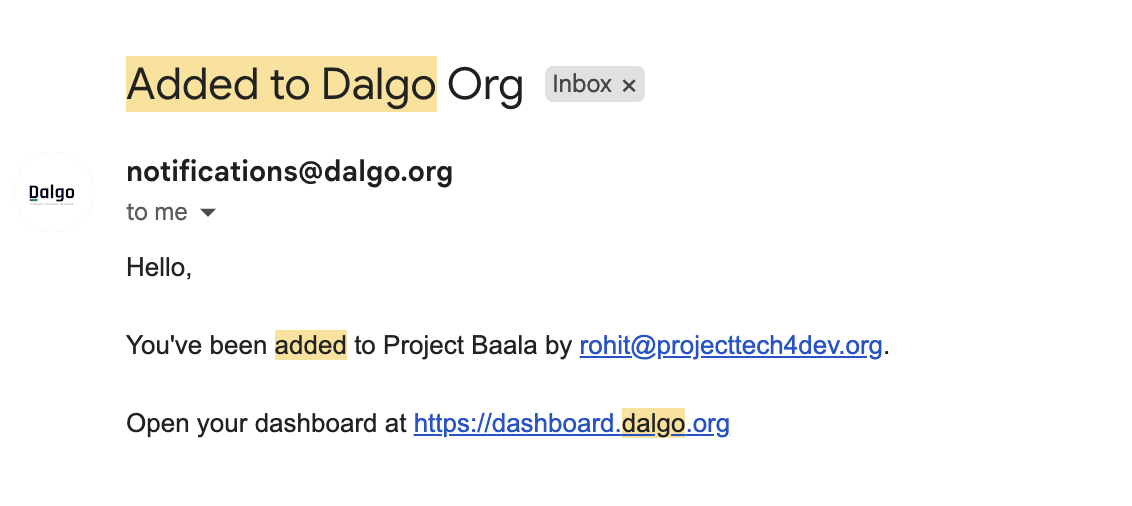 Added to Dalgo Org Inbox ×
notifications@dalgo.org
Dalgo
to me
Hello,
You've been added to Project Baala by rohit@projecttech4dev.org.
Open your dashboard at https://dashboard.dalgo.org